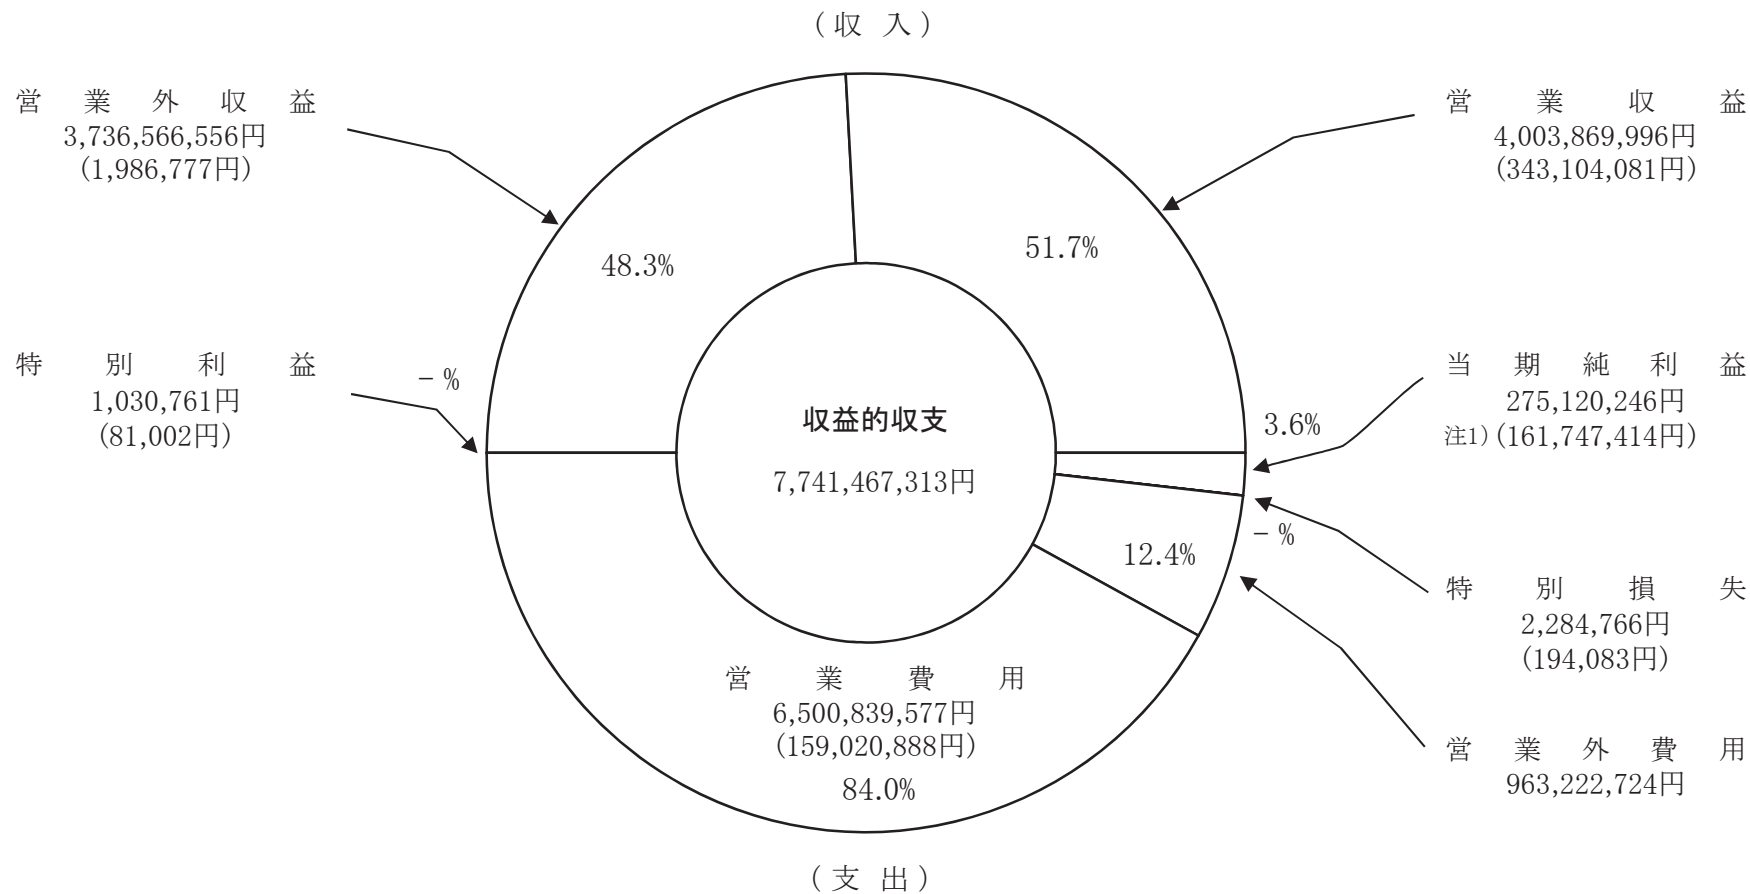 (収 入)
営業外収益
3,736,566,556円
(1,986,777円)
48.3%
営業収益
4,003,869,996円
(343,104,081円)
51.7%
特別利益
1,030,761円
(81,002円)
－%
収益的収支
7,741,467,313円
当期純利益
275,120,246円
注1)(161,747,414円)
3.6%
特別損失
2,284,766円
(194,083円)
－%
営業外費用
963,222,724円
12.4%
営業費用
6,500,839,577円
(159,020,888円)
84.0%
(支 出)